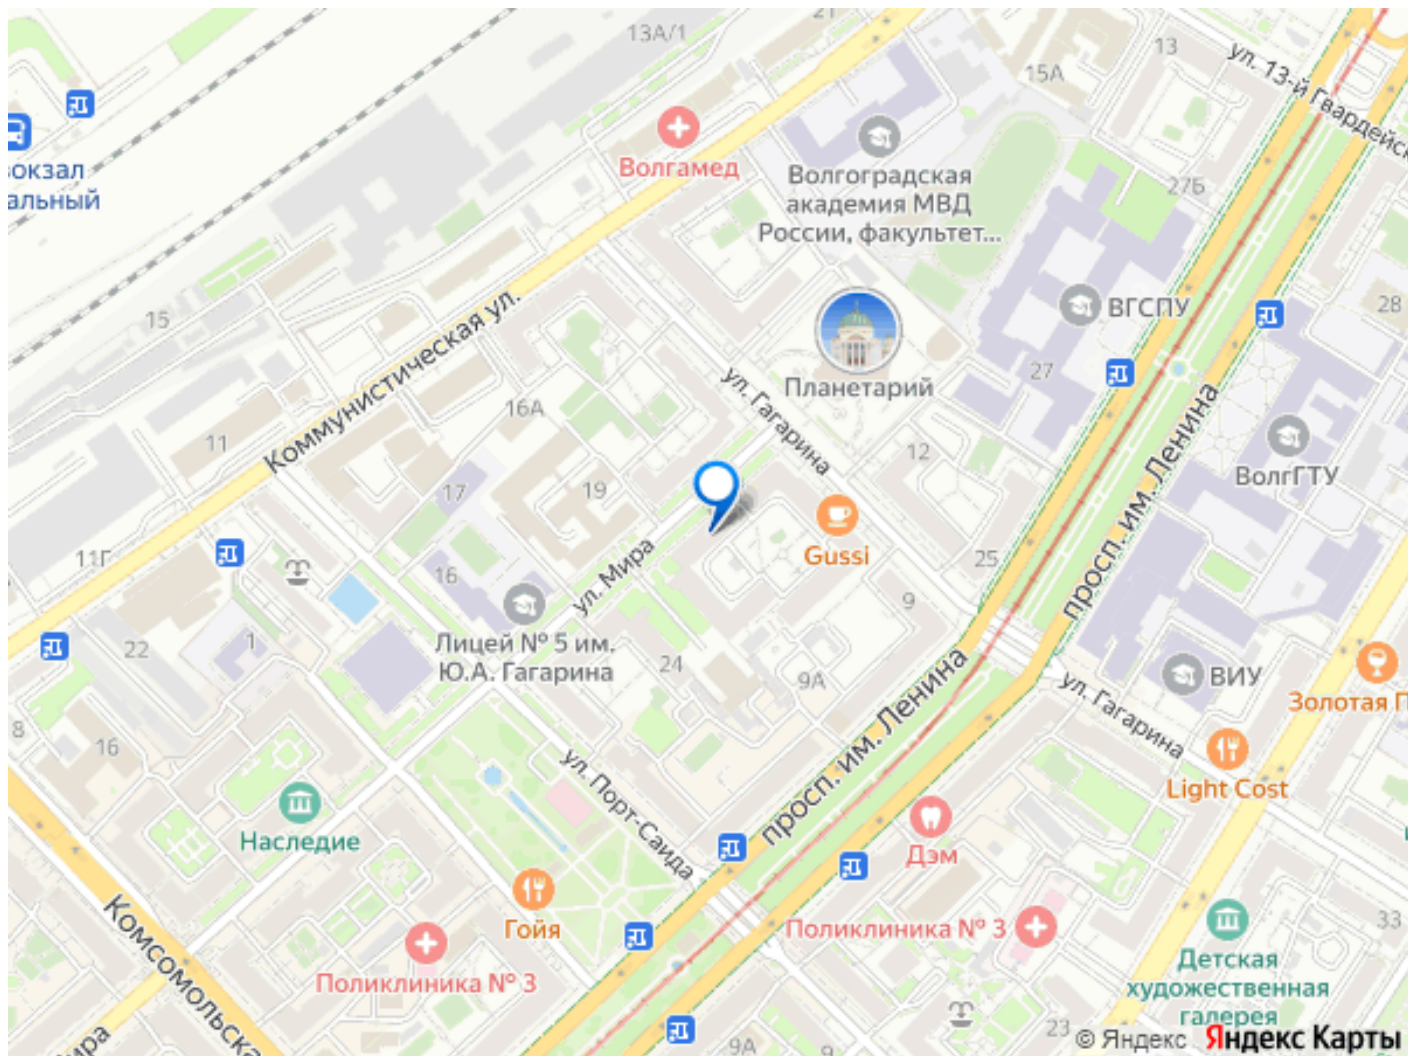 13А/1
21
13
15А
ул. 13-й Гвардейск
Волгамед
Волгоградская
академия МВД
России, факультет...
27Б
вокзал
альный
15
Коммунистическая ул.
ВГСПУ
28
Планетарий
27
ул. Гагарина
16А
11
12
17
19
ВолгГТУ
просп. им. Ленина
Gussi
11Г
16
ул. Мира
25
9
22
1
Лицей № 5 им.
Ю.А. Гагарина
24
9А
ВИУ
ул. Гагарина
Золотая П
8
16
просп. им. Ленина
Light Cost
ул. Порт-Саида
Наследие
Дэм
Комсомольска
Гойя
Поликлиника № 3
33
Поликлиника № 3
Детская
художественная
галерея
Мира
9А
9
23
© Яндекс Яндекс Карты